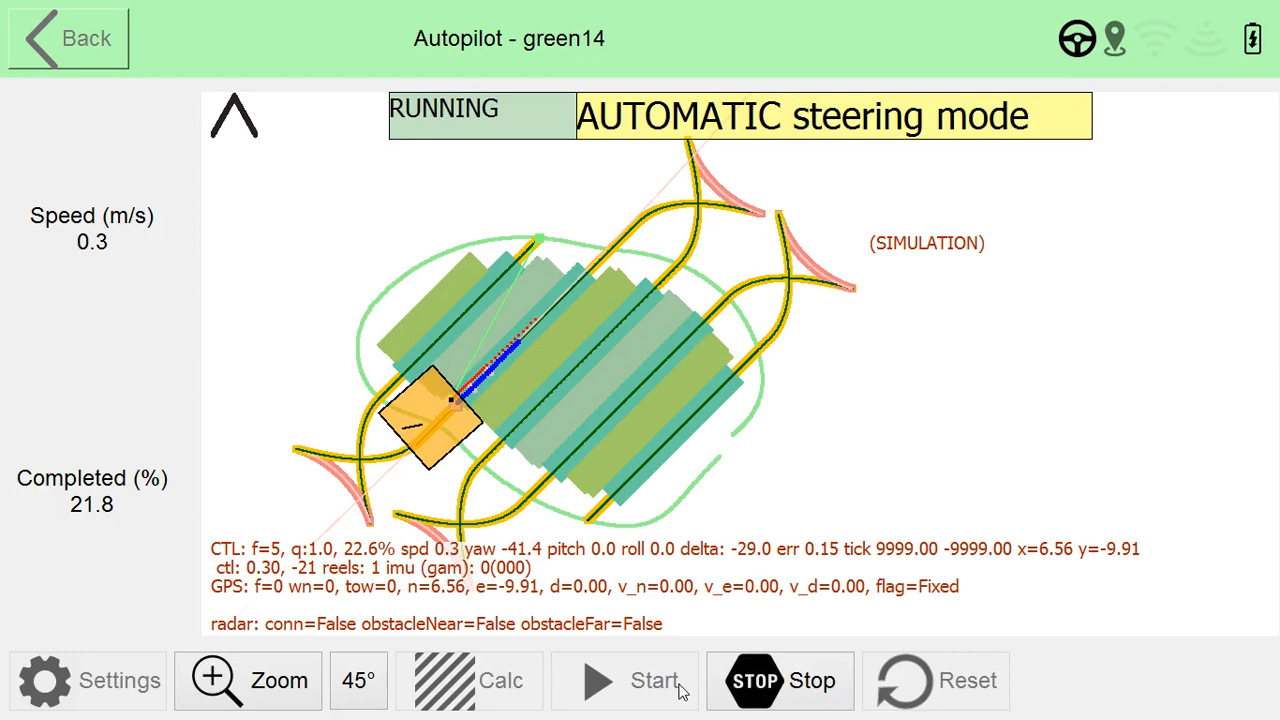 Back
Autopilot - green14
RUNNING
AUTOMATIC steering mode
Speed (m/s)
0.3
(SIMULATION)
Completed (%)
21.8
CTL: f=5, q:1.0, 22.6% spd 0.3 yaw -41.4 pitch 0.0 roll 0.0 delta: -29.0 err 0.15 tick 9999.00 -9999.00 x=6.56 y=-9.91
ctl: 0.30, -21 reels: 1 imu (gam): 0(000)
GPS: f=0 wn=0, tow=0, n=6.56, e=-9.91, d=0.00, v_n=0.00, v_e=0.00, v_d=0.00, flag=Fixed
radar: conn=False obstacleNear=False obstacleFar=False
Settings
Zoom
45°
Calc
Start
STOP Stop
Reset